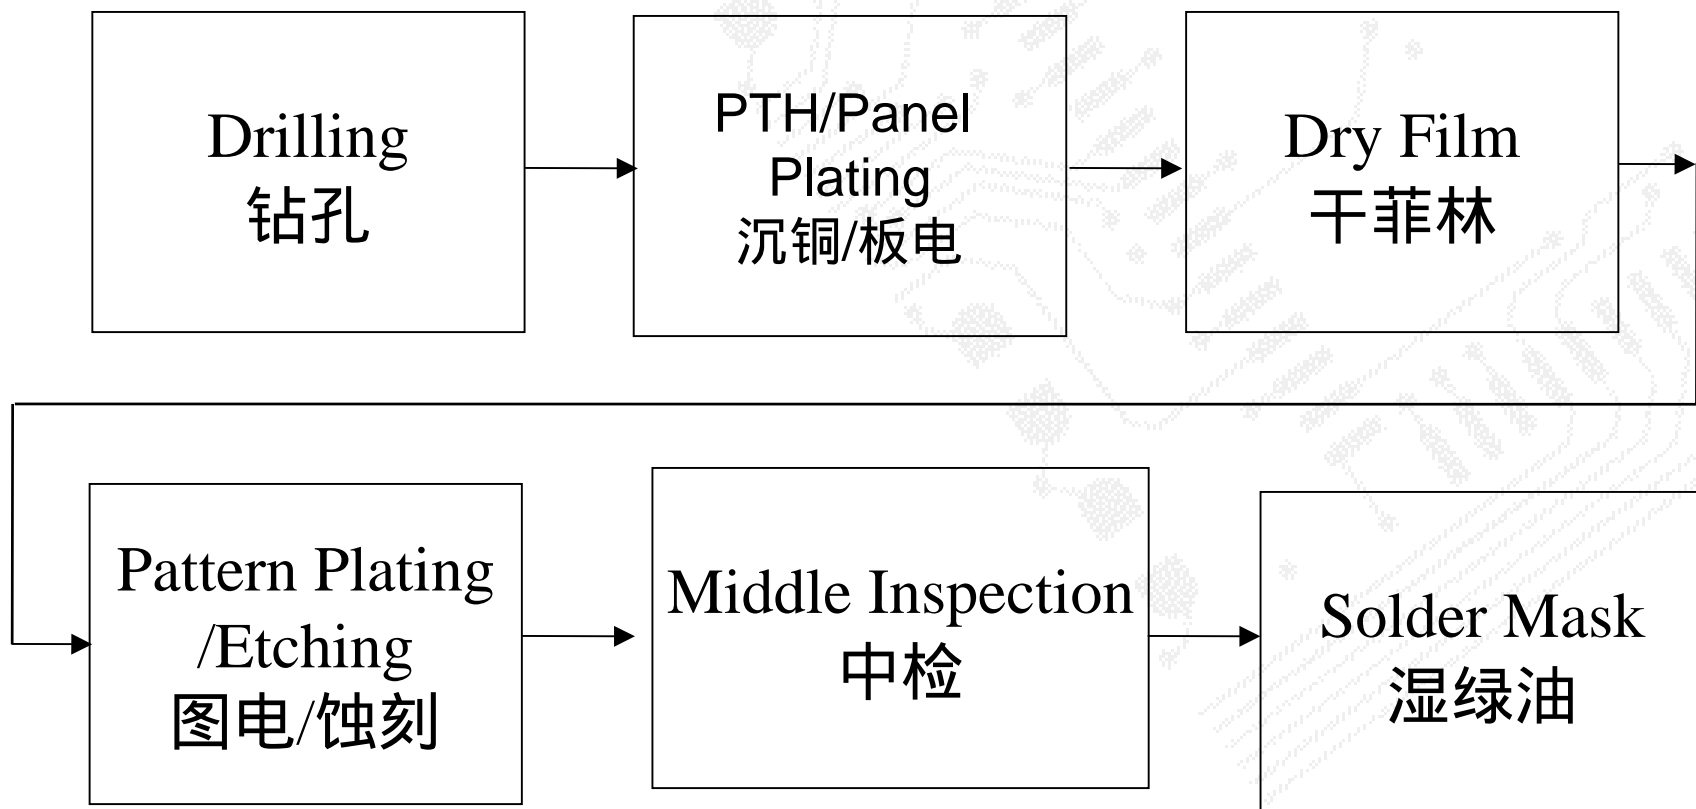 Drilling
钻孔
PTH/Panel
Plating
沉铜/板电
Dry Film
干菲林
Pattern Plating
/Etching
图电/蚀刻
Middle Inspection
中检
Solder Mask
湿绿油